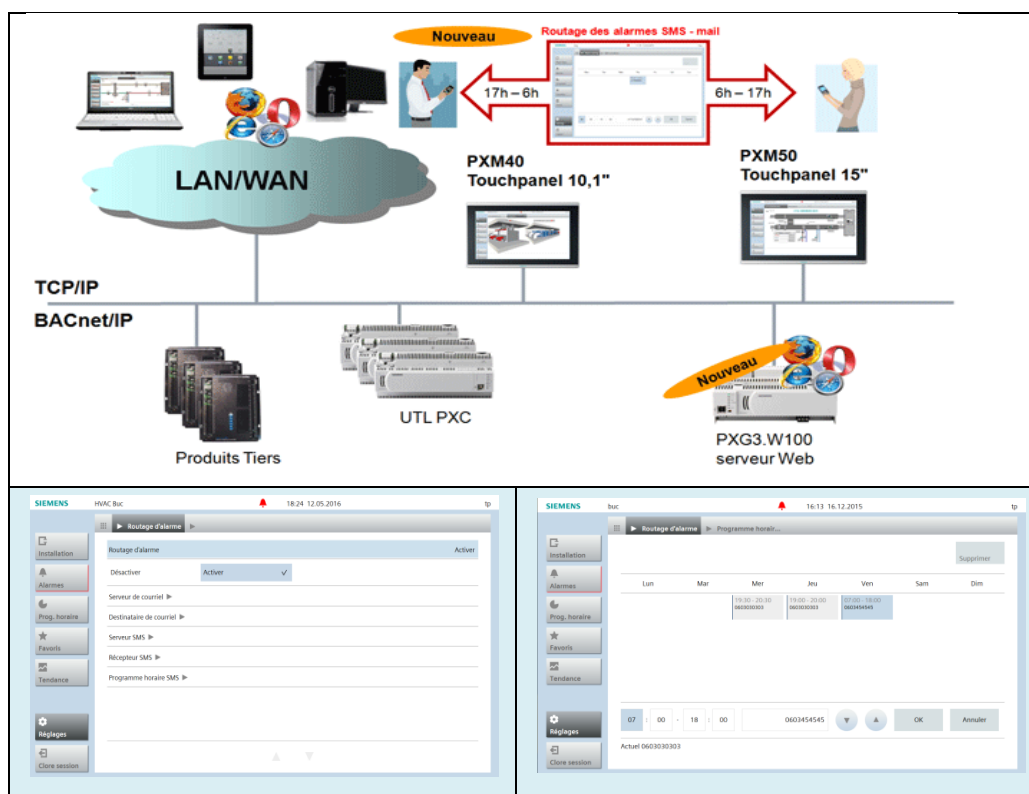 Nouveau
Routage des alarmes SMS - mail
17h – 6h
6h – 17h
LAN/WAN
PXM40
Touchpanel 10,1"
PXM50
Touchpanel 15"
TCP/IP
BACnet/IP
Nouveau
UTL PXC
Produits Tiers
PXG3.W100
serveur Web
SIEMENS HVAC Buc 18:24 12.05.2016 tp
Routage d'alarme
Installation
Routage d'alarme Activer
Désactiver Activer
Alarmes
Serveur de courriel
Prog. horaire
Destinataire de courriel
Serveur SMS
Favoris
Récepteur SMS
Tendance
Programme horaire SMS
Réglages
Clore session
SIEMENS buc 16:13 16.12.2015 tp
Routage d'alarme Programme horair...
Installation
Supprimer
Alarmes
Lun Mar Mer Jeu Ven Sam Dim
19:30 - 20:30 19:00 - 20:00 07:00 - 18:00
0603030303 0603030303 0603454545
Prog. horaire
Favoris
Tendance
07 : 00 - 18 : 00 0603454545 OK Annuler
Réglages
Actuel 0603030303
Clore session